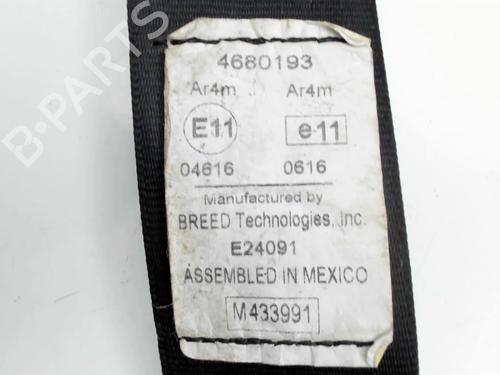 B-PARTS
4680193
Ar4m Ar4m
E11 e11
04616 0616
Manufactured by
BREED Technologies, Inc.
E24091
ASSEMBLED IN MEXICO
M433991